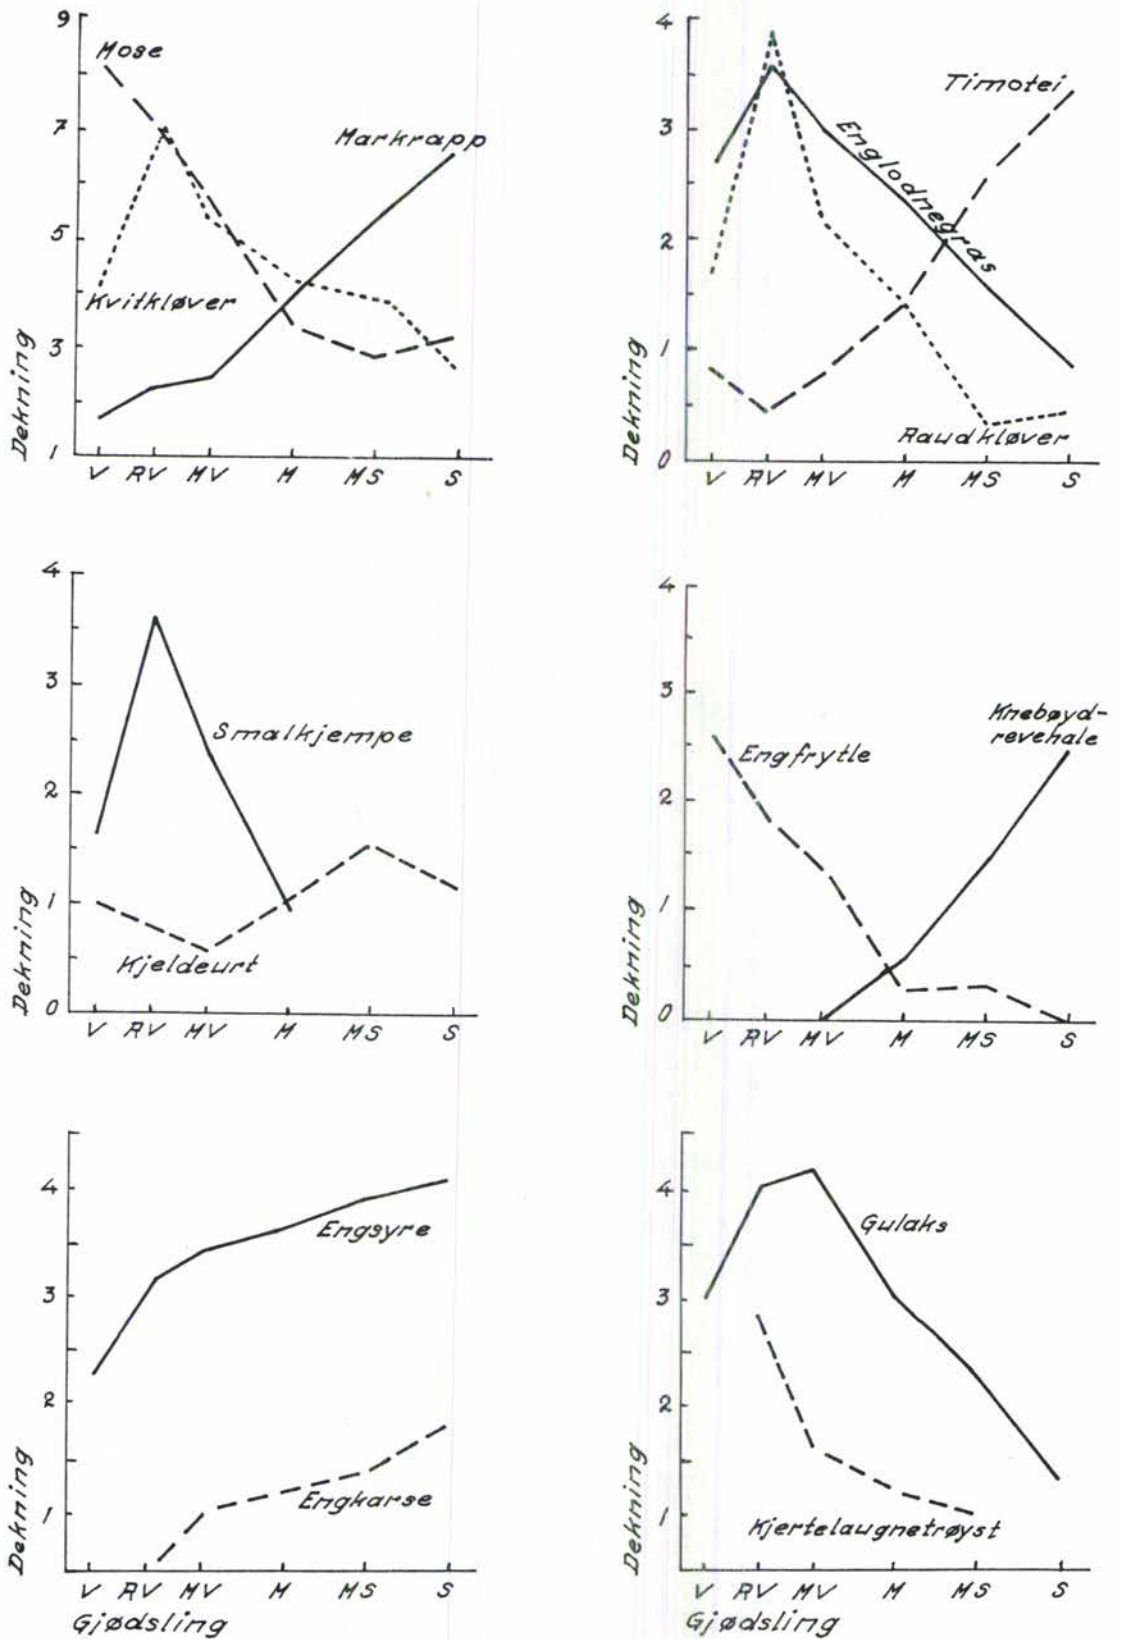 9
7
5
3
1
Dekning
Mose
Markrapp
Kvitkløver
V RV MV M MS S
4
3
2
1
0
Dekning
Timotei
Englodnegras
Raudkløver
V RV MV M MS S
4
3
2
1
0
Dekning
Smalkjempe
Kjeldeurt
V RV MV M MS S
4
3
2
1
0
Dekning
Knebøyd-
revehale
Engfrytle
V RV MV M MS S
4
3
2
1
Dekning
Engsyre
Engkarse
V RV MV M MS S
Gjødsling
4
3
2
1
Dekning
Gulaks
Kjertelaugnetrøyst
V RV MV M MS S
Gjødsling